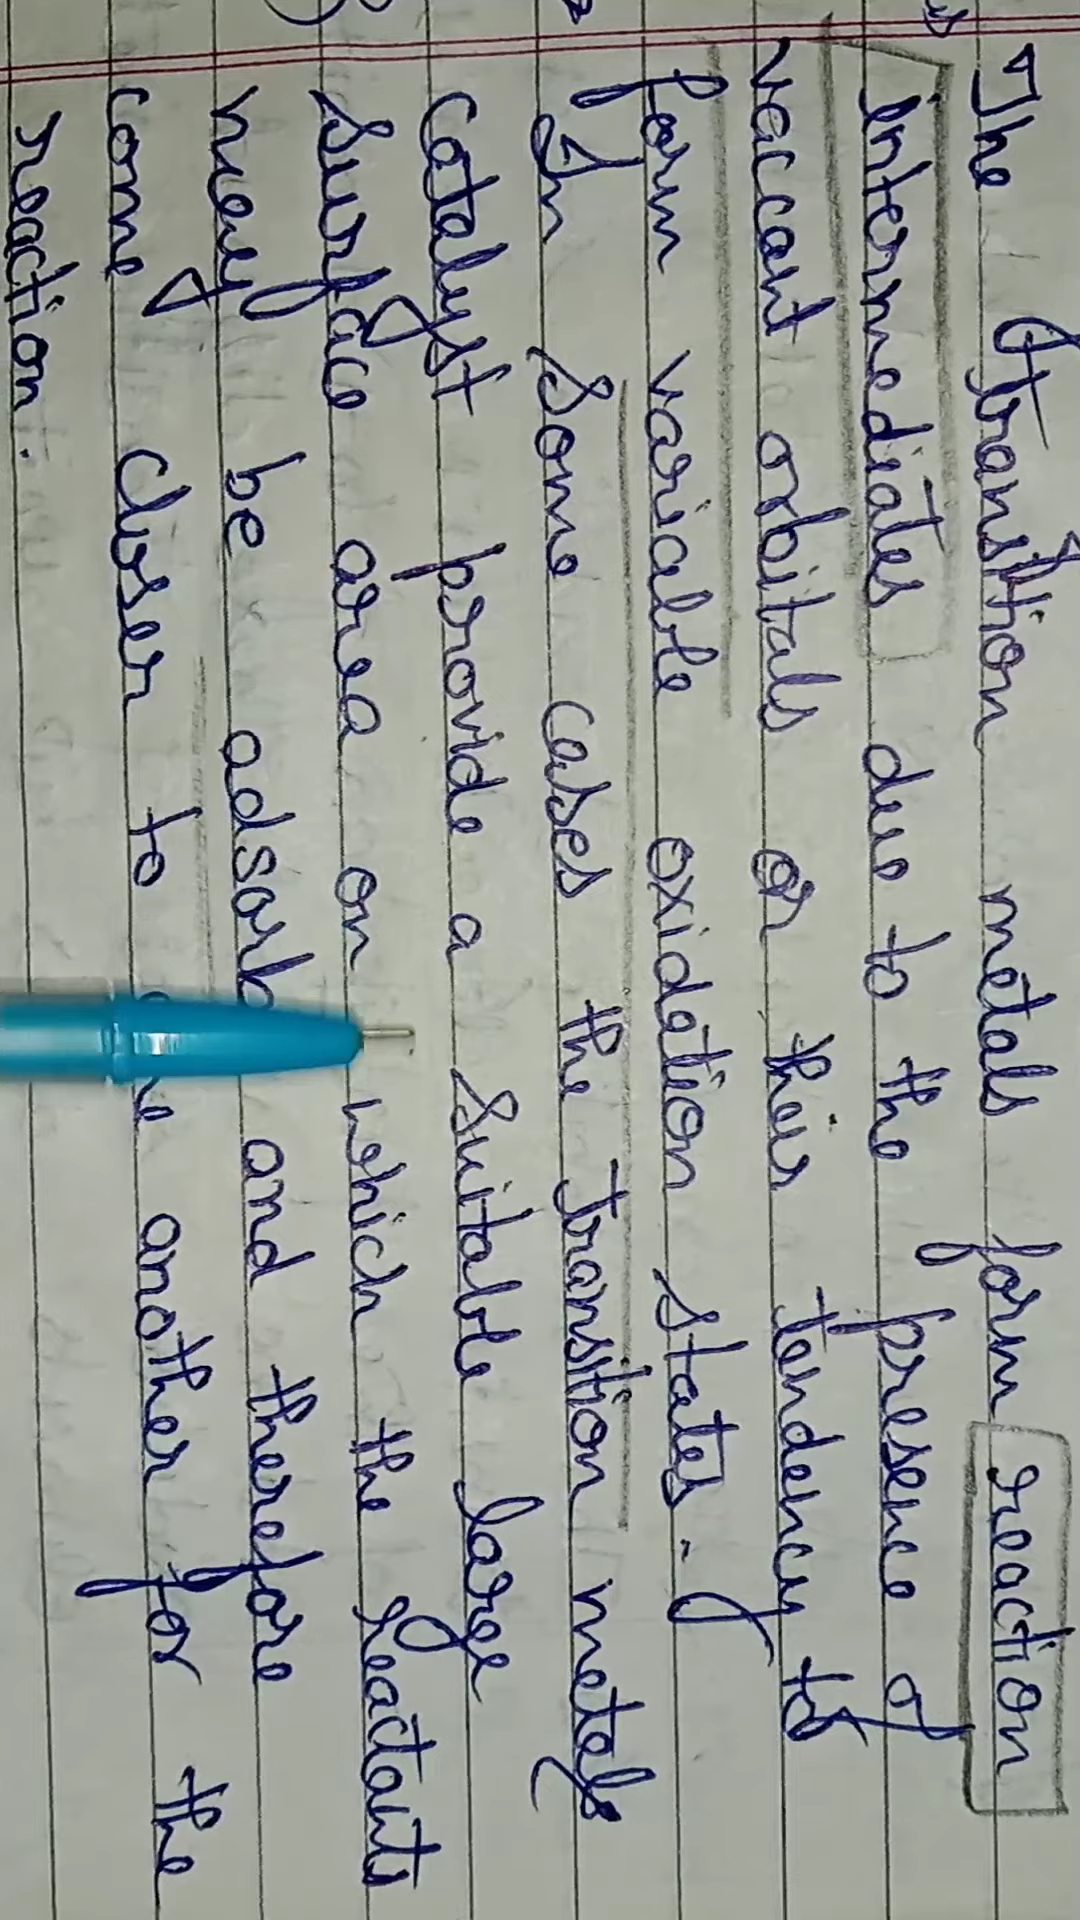 The transition metals form reaction
intermediates due to the presence of
vaccant orbitals or their tendency to
form variable oxidation states.
In some cases the transition metals
catalyst provide a suitable large
surface area on which the reactants
may be adsorb and therefore
come closer to another for the
reaction.